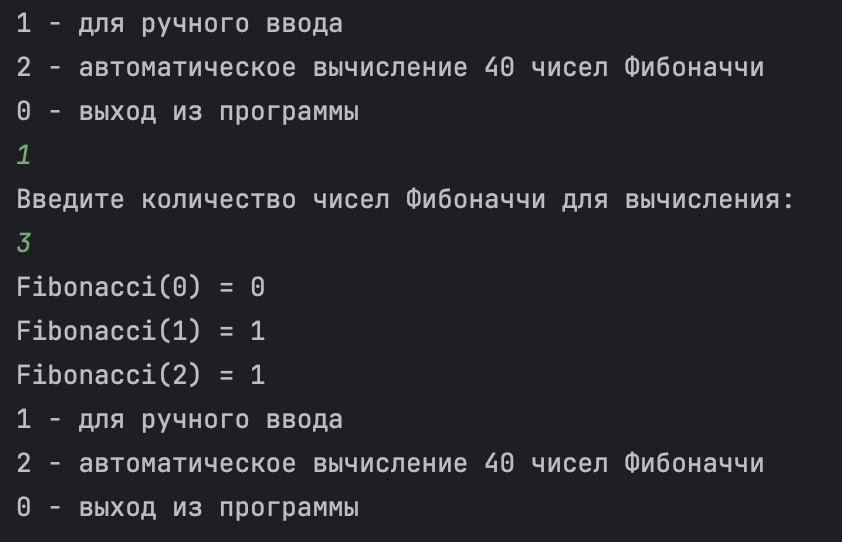 1 - для ручного ввода
2 - автоматическое вычисление 40 чисел Фибоначчи
0 - выход из программы
1
Введите количество чисел Фибоначчи для вычисления:
3
Fibonacci(0) = 0
Fibonacci(1) = 1
Fibonacci(2) = 1
1 - для ручного ввода
2 - автоматическое вычисление 40 чисел Фибоначчи
0 - выход из программы